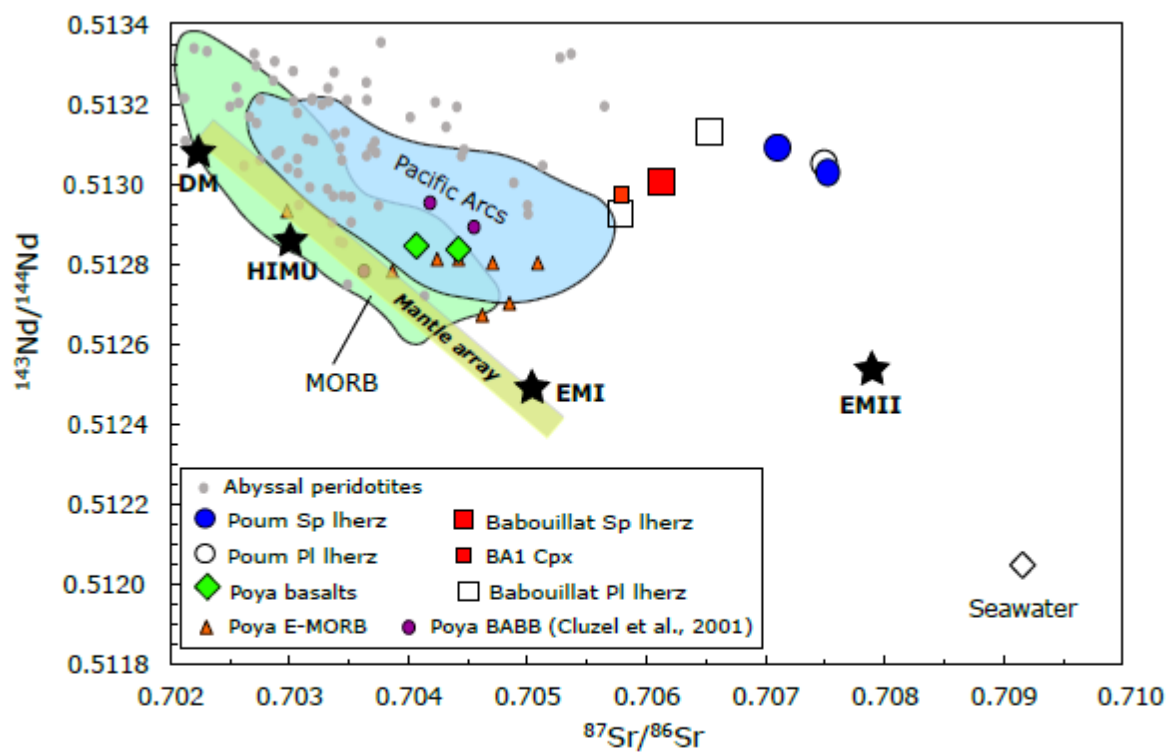 0.5134
0.5132
0.5130
0.5128
0.5126
0.5124
0.5122
0.5120
0.5118
143Nd/144Nd
DM
HIMU
Pacific Arcs
Mantle array
MORB
EMI
EMII
Abyssal peridotites
Poum Sp lherz
Babouillat Sp lherz
Poum Pl lherz
BA1 Cpx
Poya basalts
Babouillat Pl lherz
Poya E-MORB
Poya BABB (Cluzel et al., 2001)
Seawater
0.702 0.703 0.704 0.705 0.706 0.707 0.708 0.709 0.710
87Sr/86Sr